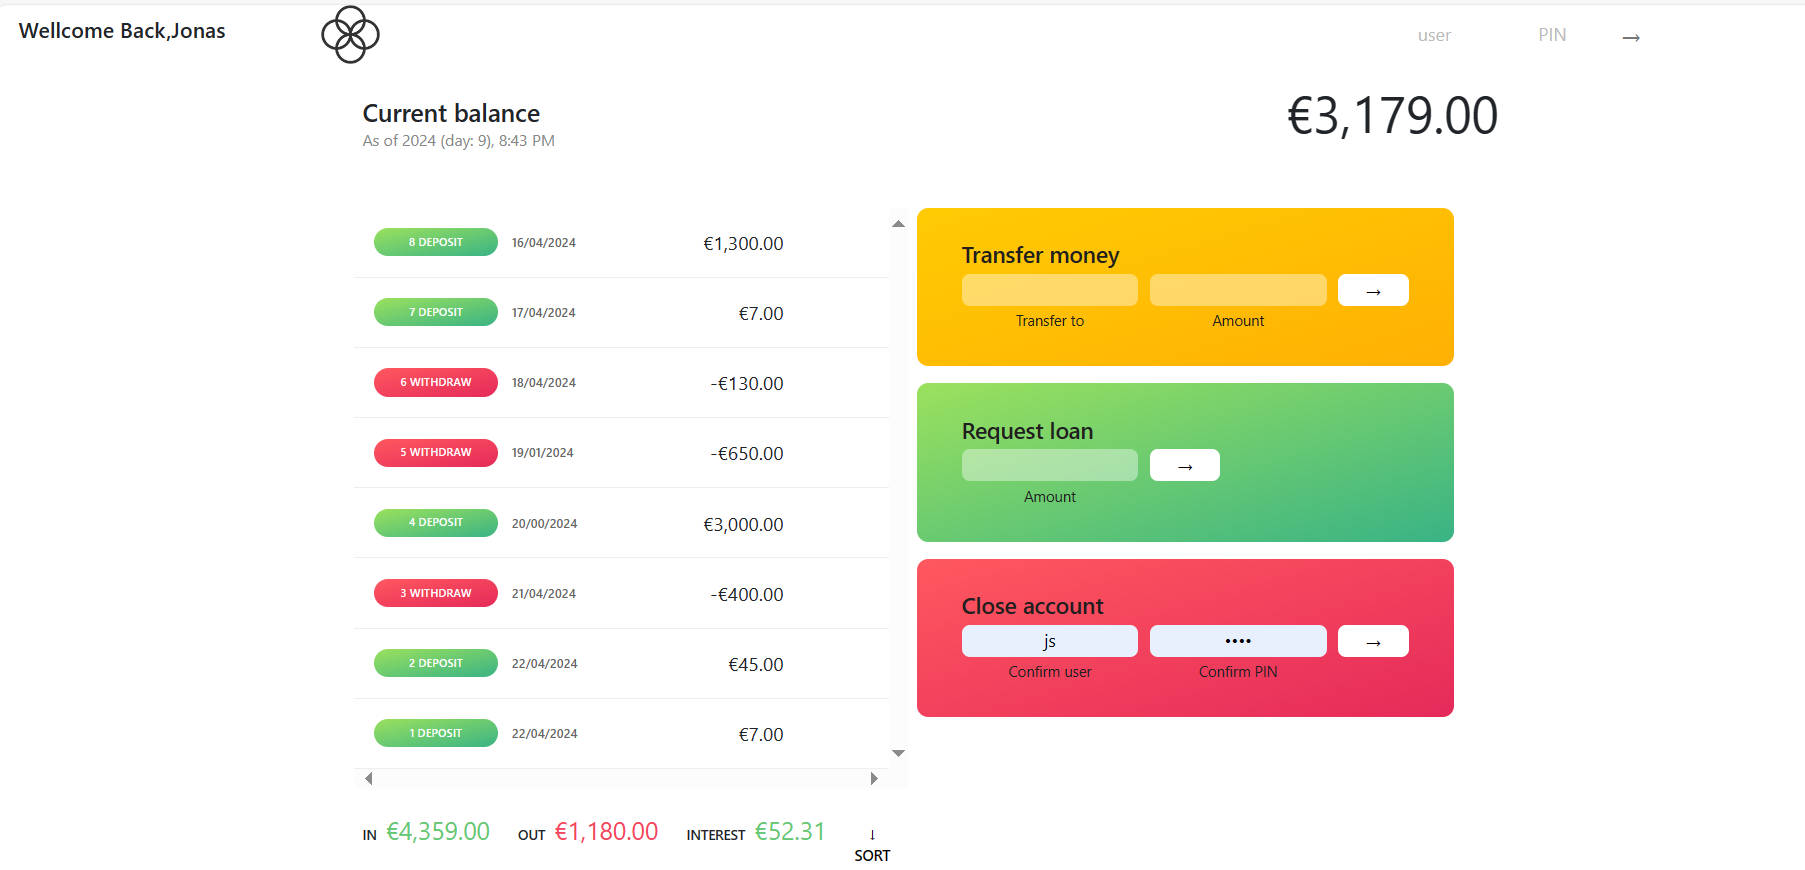 Wellcome Back,Jonas
user PIN →
Current balance
As of 2024 (day: 9), 8:43 PM
€3,179.00
8 DEPOSIT 16/04/2024 €1,300.00
7 DEPOSIT 17/04/2024 €7.00
6 WITHDRAW 18/04/2024 -€130.00
5 WITHDRAW 19/01/2024 -€650.00
4 DEPOSIT 20/00/2024 €3,000.00
3 WITHDRAW 21/04/2024 -€400.00
2 DEPOSIT 22/04/2024 €45.00
1 DEPOSIT 22/04/2024 €7.00
IN €4,359.00 OUT €1,180.00 INTEREST €52.31 ↓
SORT
Transfer money
→
Transfer to Amount
Request loan
→
Amount
Close account
js •••• →
Confirm user Confirm PIN